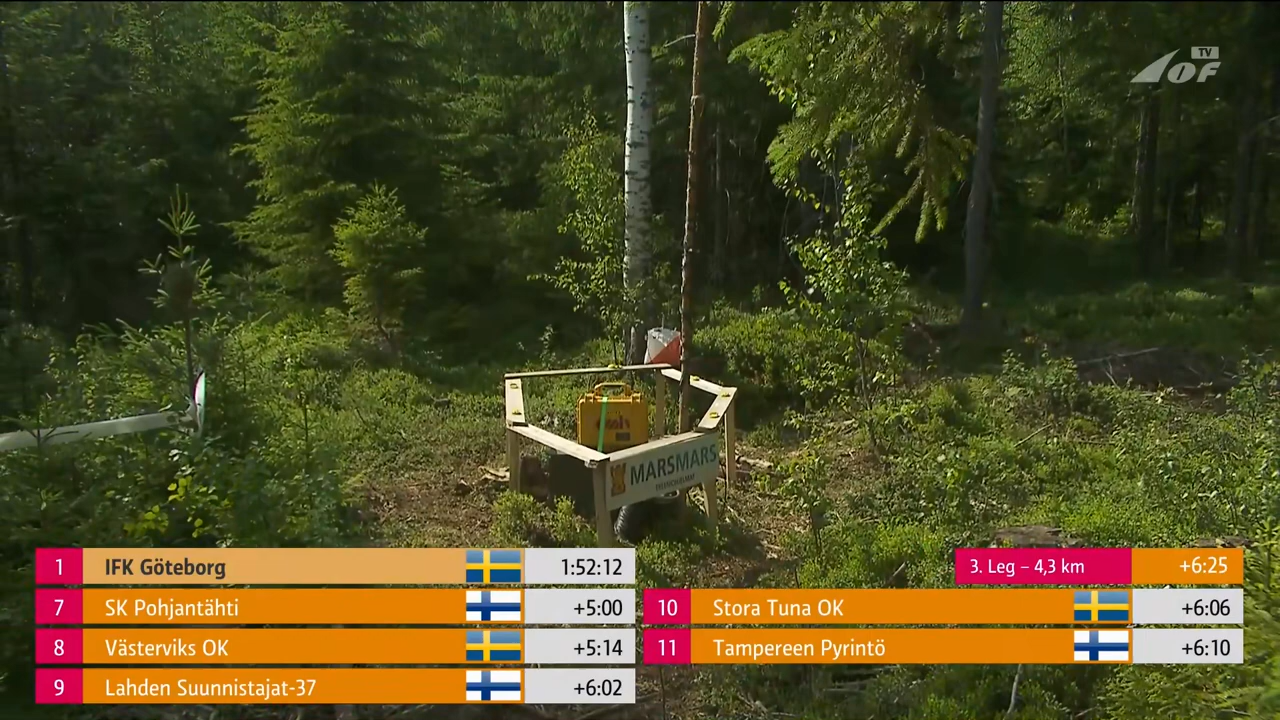 TV
OF
MARSMARS
1 IFK Göteborg 1:52:12
7 SK Pohjantähti +5:00
8 Västerviks OK +5:14
9 Lahden Suunnistajat-37 +6:02
3. Leg – 4,3 km +6:25
10 Stora Tuna OK +6:06
11 Tampereen Pyrintö +6:10